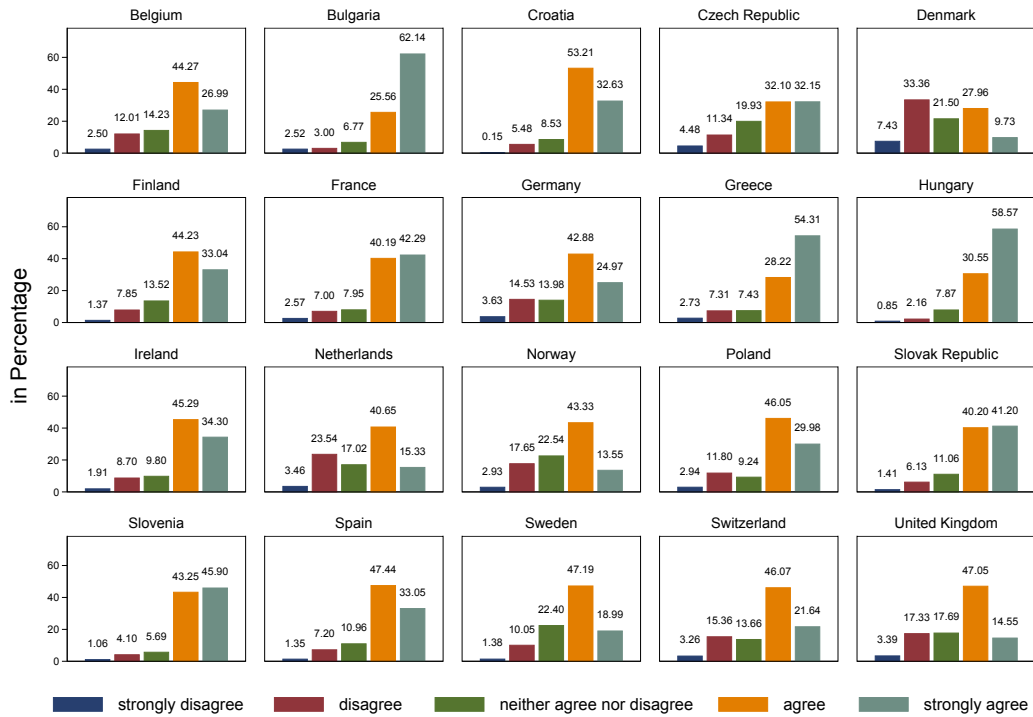 Belgium Bulgaria Croatia Czech Republic Denmark
60
40
20
0
2.50 12.01 14.23 44.27 26.99
2.52 3.00 6.77 25.56 62.14
0.15 5.48 8.53 53.21 32.63
4.48 11.34 19.93 32.10 32.15
7.43 33.36 21.50 27.96 9.73
Finland France Germany Greece Hungary
60
40
20
0
1.37 7.85 13.52 44.23 33.04
2.57 7.00 7.95 40.19 42.29
3.63 14.53 13.98 42.88 24.97
2.73 7.31 7.43 28.22 54.31
0.85 2.16 7.87 30.55 58.57
in Percentage
Ireland Netherlands Norway Poland Slovak Republic
60
40
20
0
1.91 8.70 9.80 45.29 34.30
3.46 23.54 17.02 40.65 15.33
2.93 17.65 22.54 43.33 13.55
2.94 11.80 9.24 46.05 29.98
1.41 6.13 11.06 40.20 41.20
Slovenia Spain Sweden Switzerland United Kingdom
60
40
20
0
1.06 4.10 5.69 43.25 45.90
1.35 7.20 10.96 47.44 33.05
1.38 10.05 22.40 47.19 18.99
3.26 15.36 13.66 46.07 21.64
3.39 17.33 17.69 47.05 14.55
strongly disagree disagree neither agree nor disagree agree strongly agree